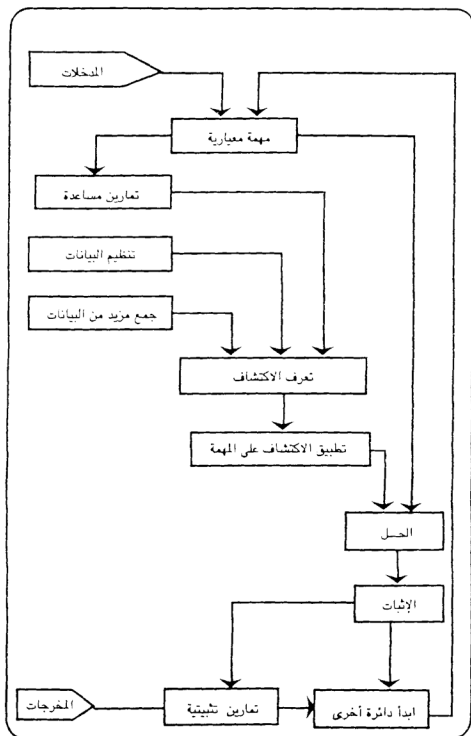 المدخلات
مهمة معيارية
تمارين مساعدة
تنظيم البيانات
جمع مزيد من البيانات
تعرف الاكتشاف
تطبيق الاكتشاف على المهمة
الحــل
الإثبات
المخرجات
تمارين تثبيتية
ابدأ دائرة أخرى